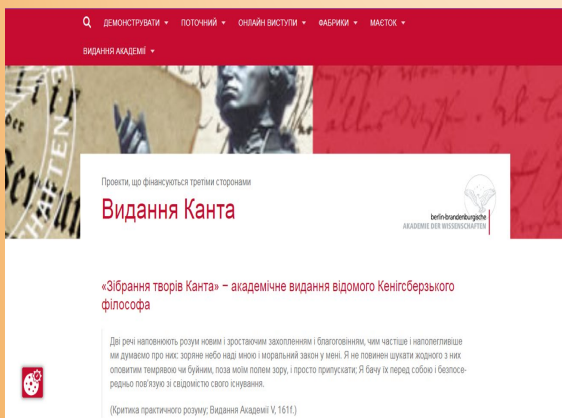 ДЕМОНСТРУВАТИ ПОТОЧНИЙ ОНЛАЙН ВИСТУПИ ФАБРИКИ МАЄТОК
ВИДАННЯ АКАДЕМІЇ
Проекти, що фінансуються третіми сторонами
Видання Канта
berlin-brandenburgische
AKADEMIE DER WISSENSCHAFTEN
«Зібрання творів Канта» – академічне видання відомого Кенігсберзького
філософа
Дві речі наповнюють розум новим і зростаючим захопленням і благоговінням, чим частіше і наполегливіше
ми думаємо про них: зоряне небо наді мною і моральний закон у мені. Я не повинен шукати жодного з них
оповитим темрявою чи буйним, поза моїм полем зору, і просто припускати; Я бачу їх перед собою і безпосе-
редньо пов'язую зі свідомістю свого існування.
(Критика практичного розуму; Видання Академії V, 161f.)